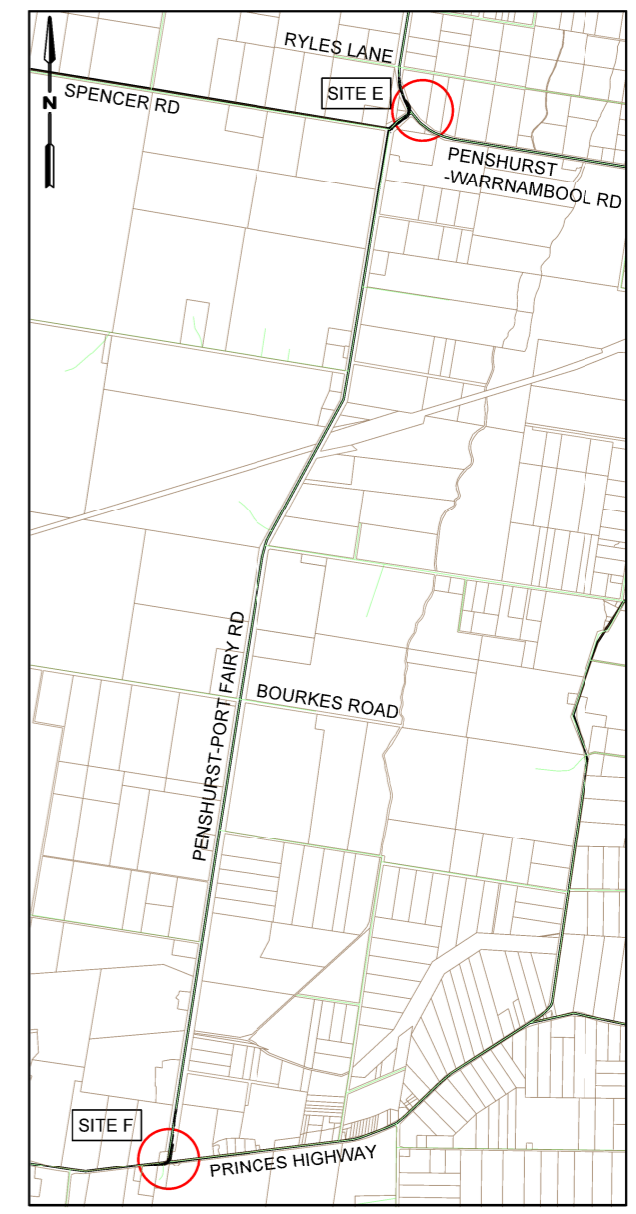 RYLES LANE
SITE E
N
SPENCER RD
PENSHURST
-WARRNAMBOOL RD
PENSHURST-PORT FAIRY RD
BOURKES ROAD
SITE F
PRINCES HIGHWAY